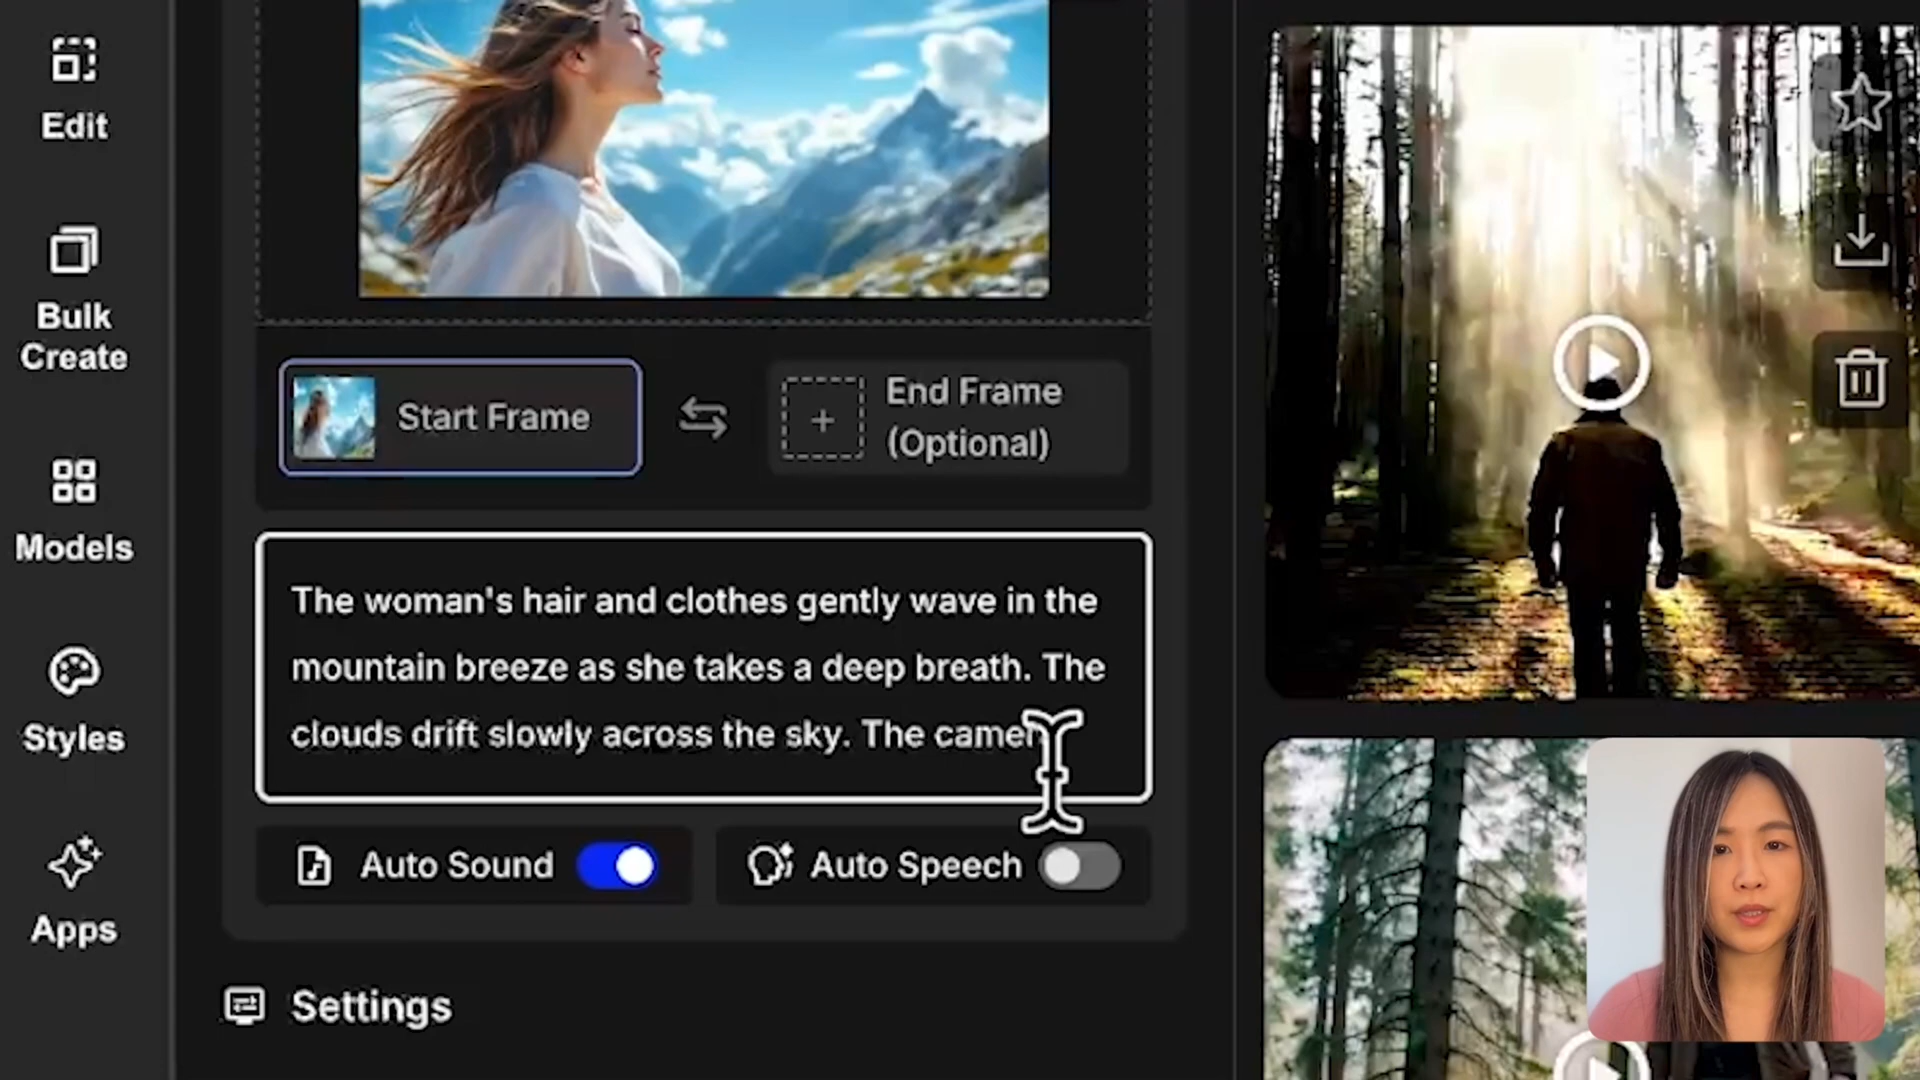 Edit
Bulk
Create
Models
Styles
Apps
Start Frame
End Frame
(Optional)
The woman's hair and clothes gently wave in the
mountain breeze as she takes a deep breath. The
clouds drift slowly across the sky. The camer
Auto Sound
Auto Speech
Settings